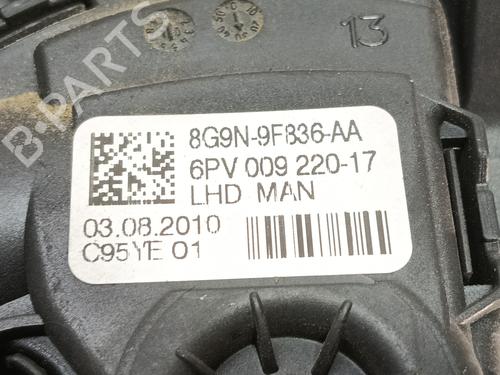 13
B-PARTS
8G9N-9F836-AA
6PV 009 220-17
LHD MAN
03.08.2010
C95YE 01